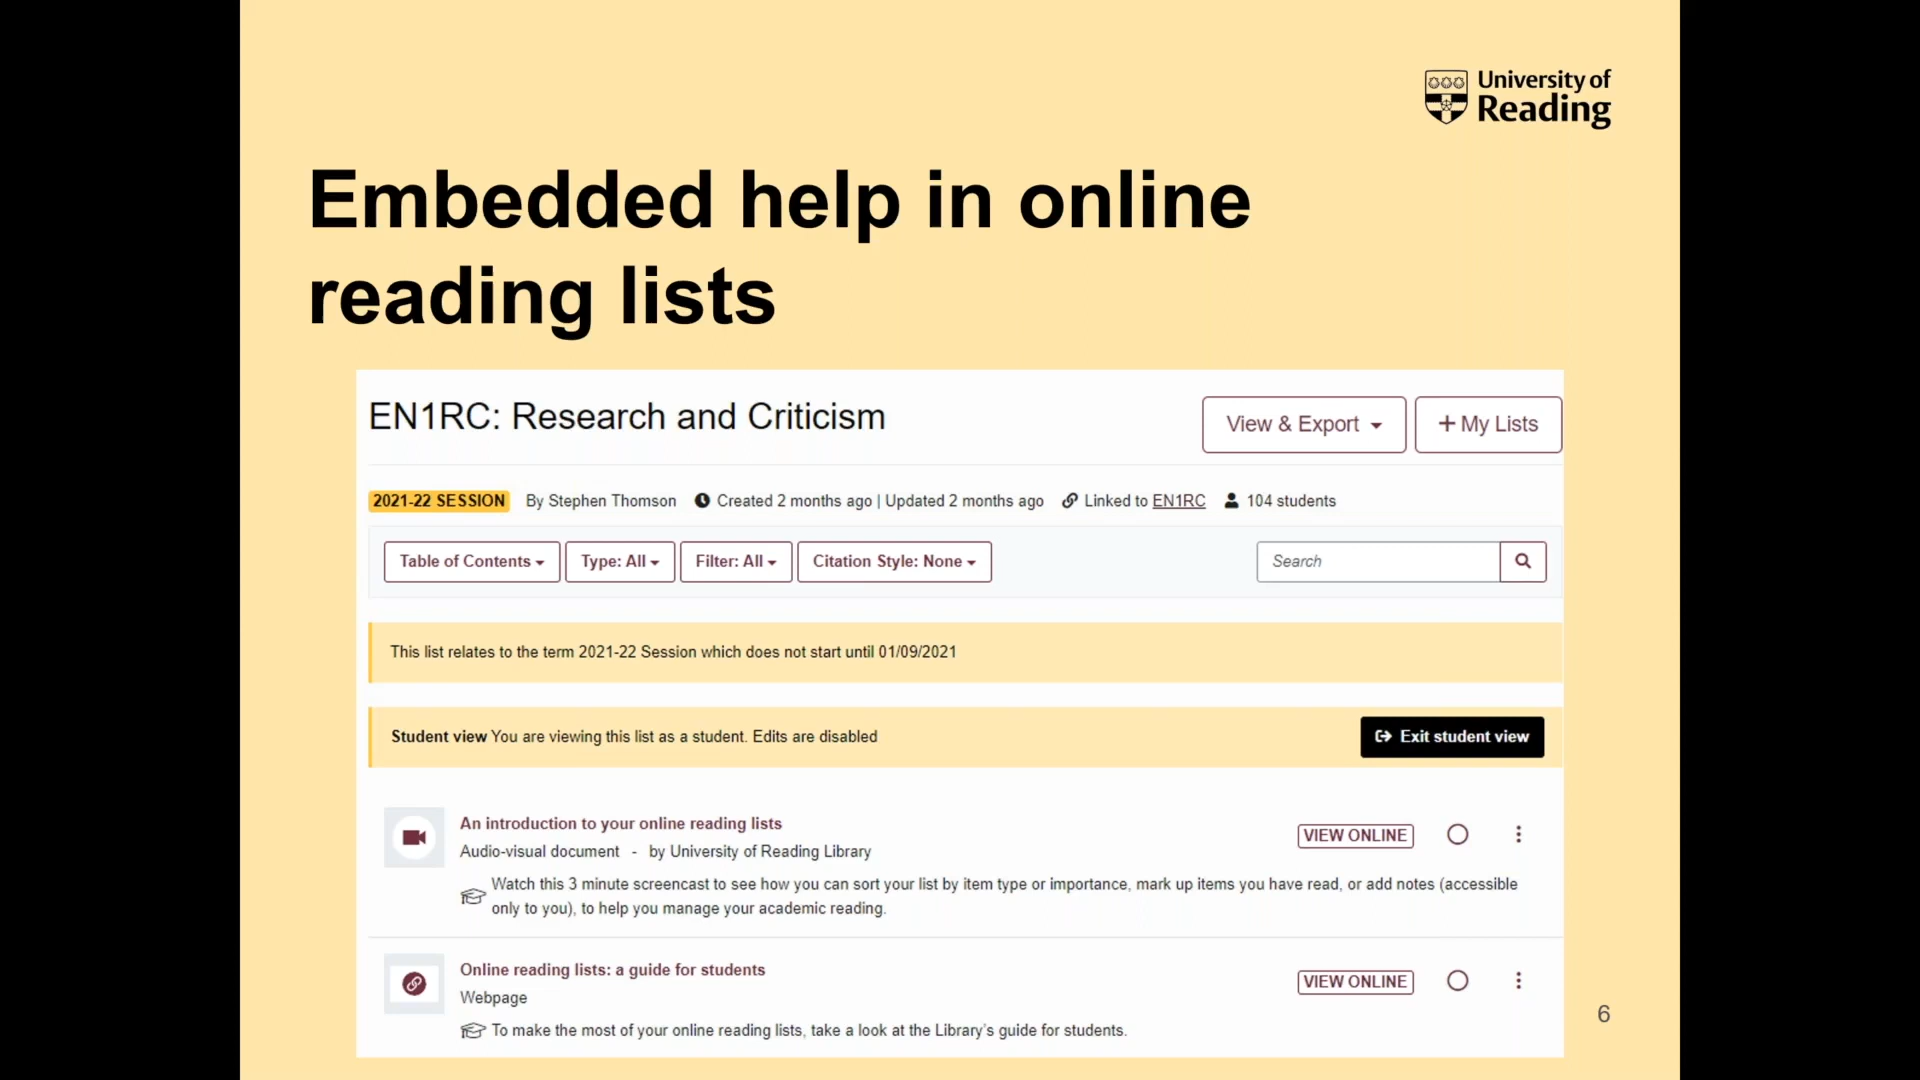 University of
Reading
Embedded help in online
reading lists
EN1RC: Research and Criticism
View & Export
+ My Lists
2021-22 SESSION By Stephen Thomson Created 2 months ago | Updated 2 months ago Linked to EN1RC 104 students
Table of Contents Type: All Filter: All Citation Style: None Search
This list relates to the term 2021-22 Session which does not start until 01/09/2021
Student view You are viewing this list as a student. Edits are disabled Exit student view
An introduction to your online reading lists
VIEW ONLINE
Audio-visual document - by University of Reading Library
Watch this 3 minute screencast to see how you can sort your list by item type or importance, mark up items you have read, or add notes (accessible
only to you), to help you manage your academic reading.
Online reading lists: a guide for students
VIEW ONLINE
Webpage
To make the most of your online reading lists, take a look at the Library's guide for students.
6